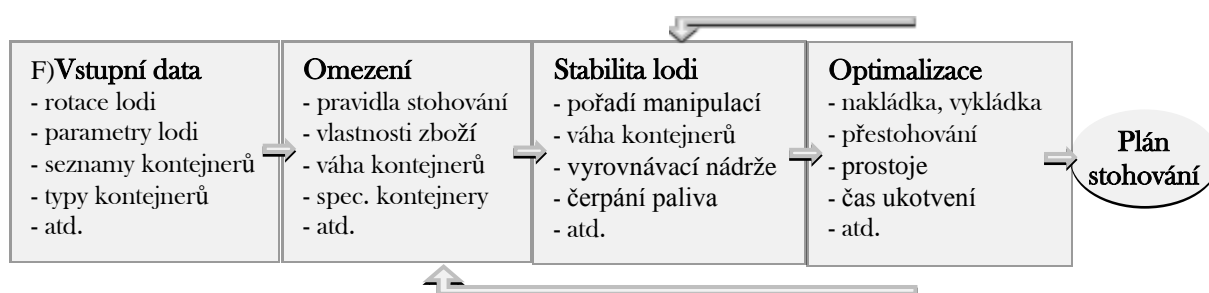 F)Vstupní data
- rotace lodi
- parametry lodi
- seznamy kontejnerů
- typy kontejnerů
- atd.
Omezení
- pravidla stohování
- vlastnosti zboží
- váha kontejnerů
- spec. kontejnery
- atd.
Stabilita lodi
- pořadí manipulací
- váha kontejnerů
- vyrovnávací nádrže
- čerpání paliva
- atd.
Optimalizace
- nakládka, vykládka
- přestohování
- prostoje
- čas ukotvení
- atd.
Plán
stohování